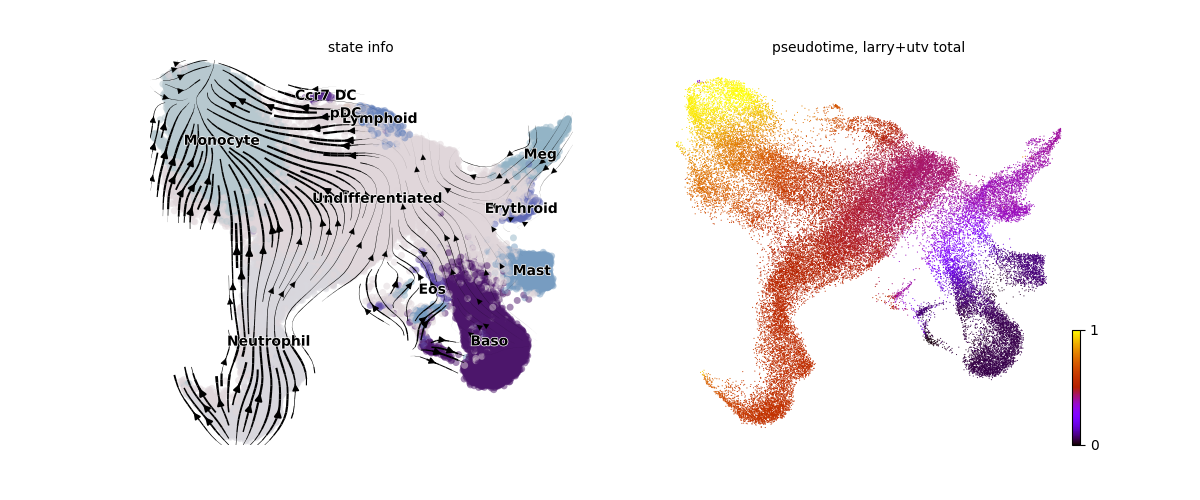 state info
pseudotime, larry+utv total
Ccr7 DC
pDC
Lymphoid
Monocyte
Meg
Undifferentiated
Erythroid
Mast
Eos
Neutrophil
Baso
1
0